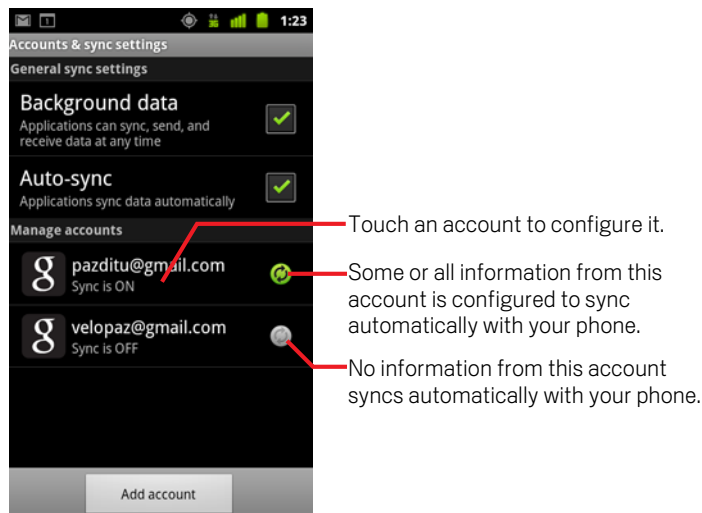 1
3G
1:23
Accounts & sync settings
General sync settings
Background data
Applications can sync, send, and
receive data at any time
Auto-sync
Applications sync data automatically
Manage accounts
g
pazditu@gmail.com
Sync is ON
g
velopaz@gmail.com
Sync is OFF
Add account
Touch an account to configure it.
Some or all information from this
account is configured to sync
automatically with your phone.
No information from this account
syncs automatically with your phone.